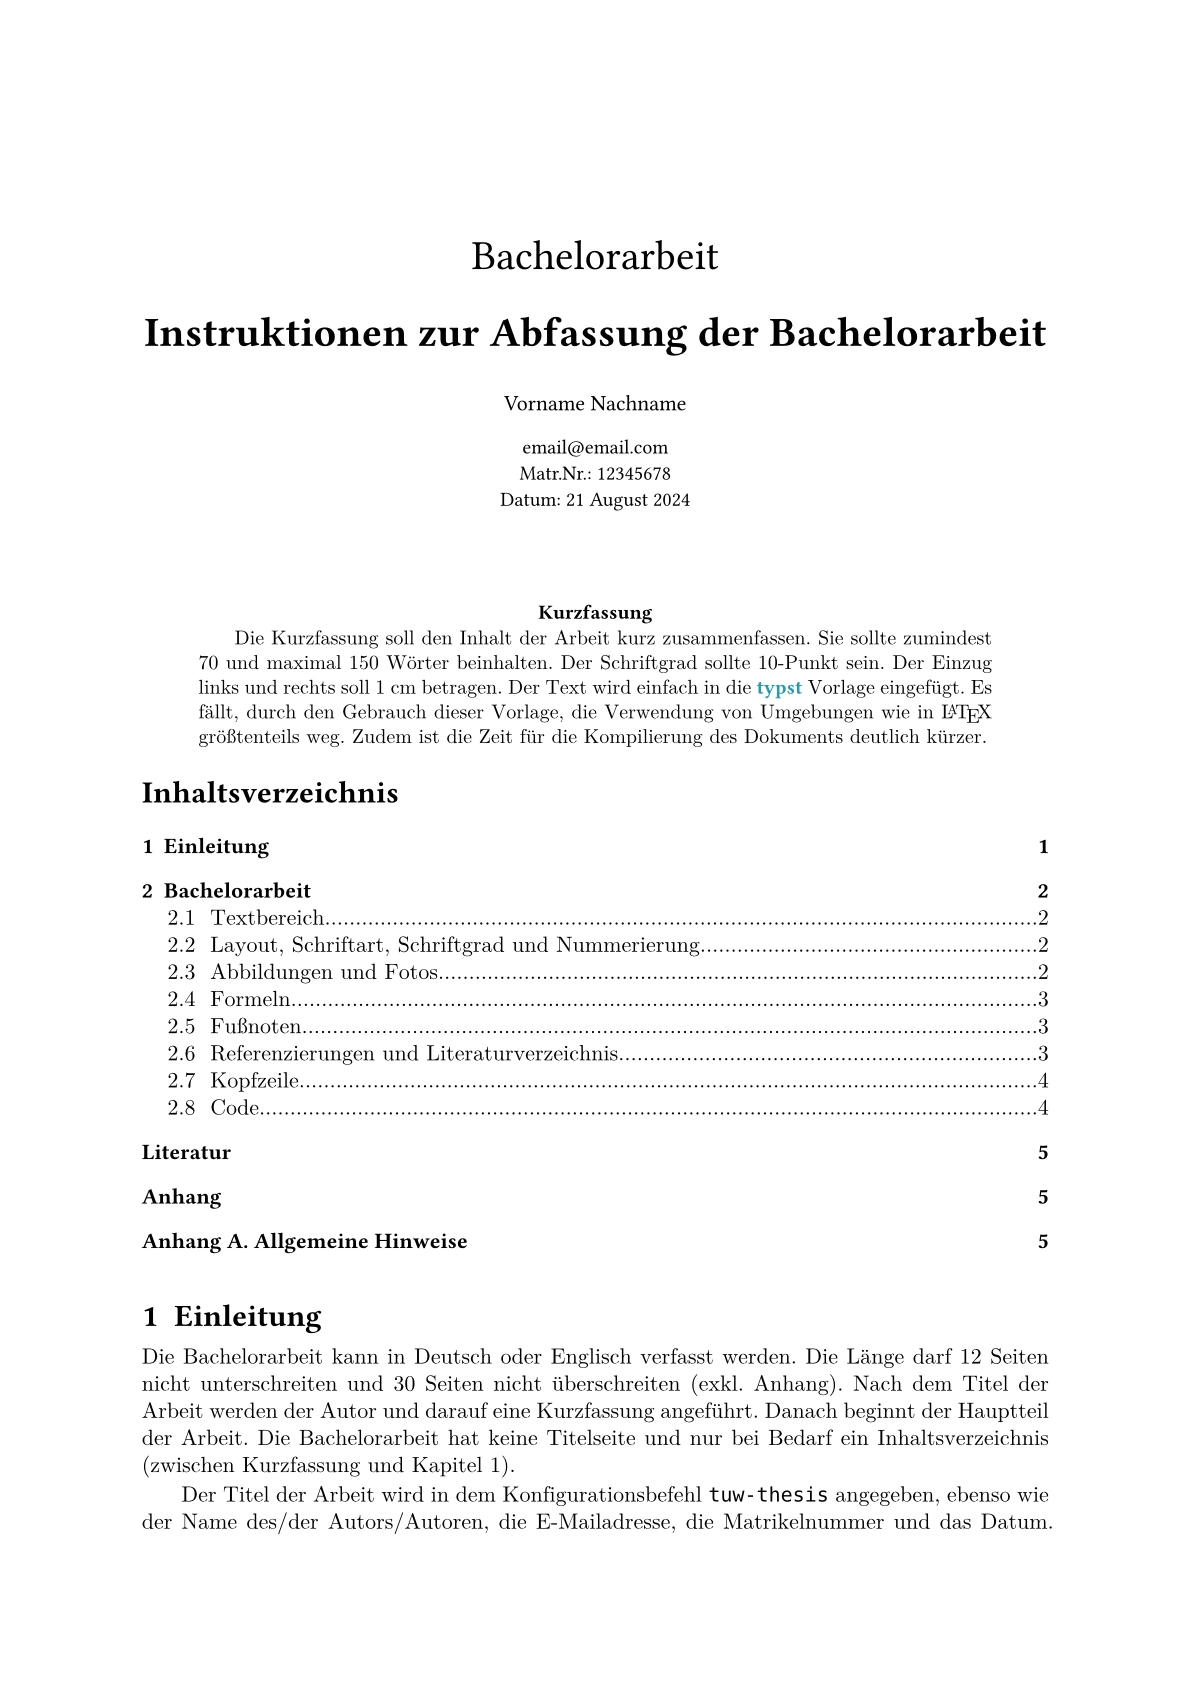 Bachelorarbeit
Instruktionen zur Abfassung der Bachelorarbeit
Vorname Nachname
email@email.com
Matr.Nr.: 12345678
Datum: 21 August 2024
Kurzfassung
Die Kurzfassung soll den Inhalt der Arbeit kurz zusammenfassen. Sie sollte zumindest
70 und maximal 150 Wörter beinhalten. Der Schriftgrad sollte 10-Punkt sein. Der Einzug
links und rechts soll 1 cm betragen. Der Text wird einfach in die typst Vorlage eingefügt. Es
fällt, durch den Gebrauch dieser Vorlage, die Verwendung von Umgebungen wie in LATEX
größtenteils weg. Zudem ist die Zeit für die Kompilierung des Dokuments deutlich kürzer.
Inhaltsverzeichnis
1 Einleitung 1
2 Bachelorarbeit 2
2.1 Textbereich 2
2.2 Layout, Schriftart, Schriftgrad und Nummerierung 2
2.3 Abbildungen und Fotos 2
2.4 Formeln 3
2.5 Fußnoten 3
2.6 Referenzierungen und Literaturverzeichnis 3
2.7 Kopfzeile 4
2.8 Code 4
Literatur 5
Anhang 5
Anhang A. Allgemeine Hinweise 5
1 Einleitung
Die Bachelorarbeit kann in Deutsch oder Englisch verfasst werden. Die Länge darf 12 Seiten
nicht unterschreiten und 30 Seiten nicht überschreiten (exkl. Anhang). Nach dem Titel der
Arbeit werden der Autor und darauf eine Kurzfassung angeführt. Danach beginnt der Hauptteil
der Arbeit. Die Bachelorarbeit hat keine Titelseite und nur bei Bedarf ein Inhaltsverzeichnis
(zwischen Kurzfassung und Kapitel 1).
Der Titel der Arbeit wird in dem Konfigurationsbefehl tuw-thesis angegeben, ebenso wie
der Name des/der Autors/Autoren, die E-Mailadresse, die Matrikelnummer und das Datum.